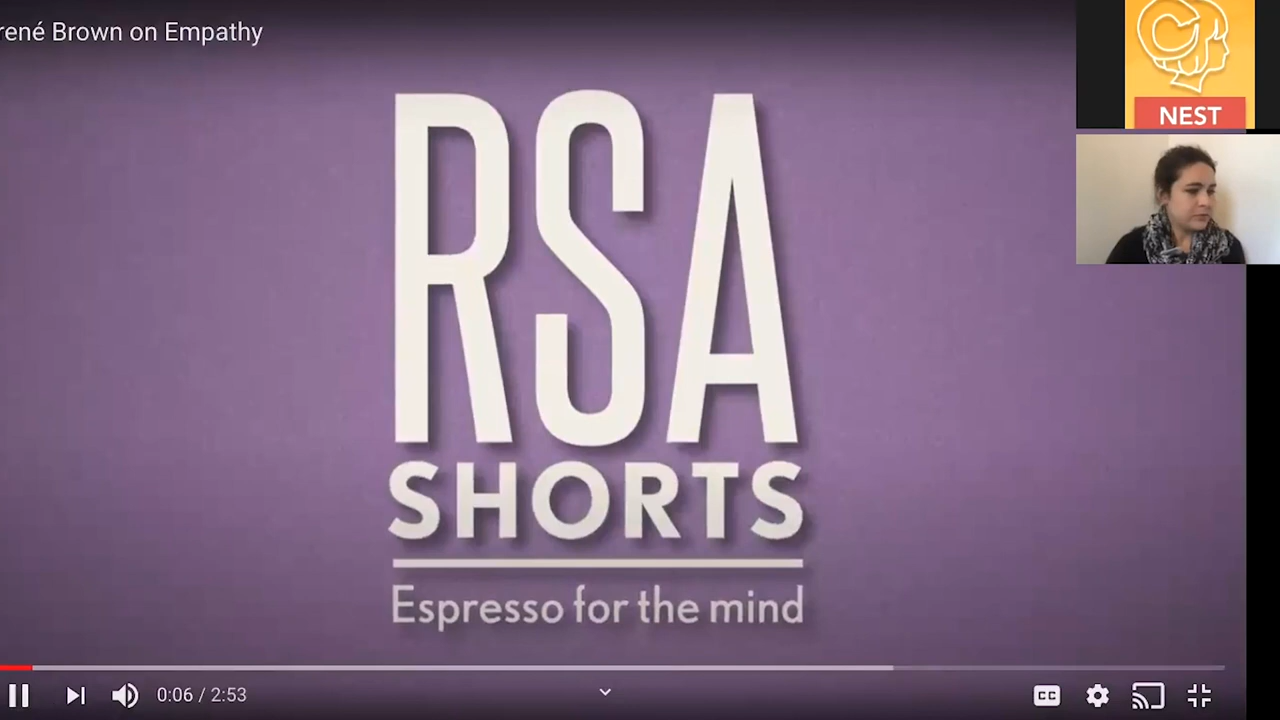 rené Brown on Empathy
NEST
RSA
SHORTS
Espresso for the mind
0:06 / 2:53
CC